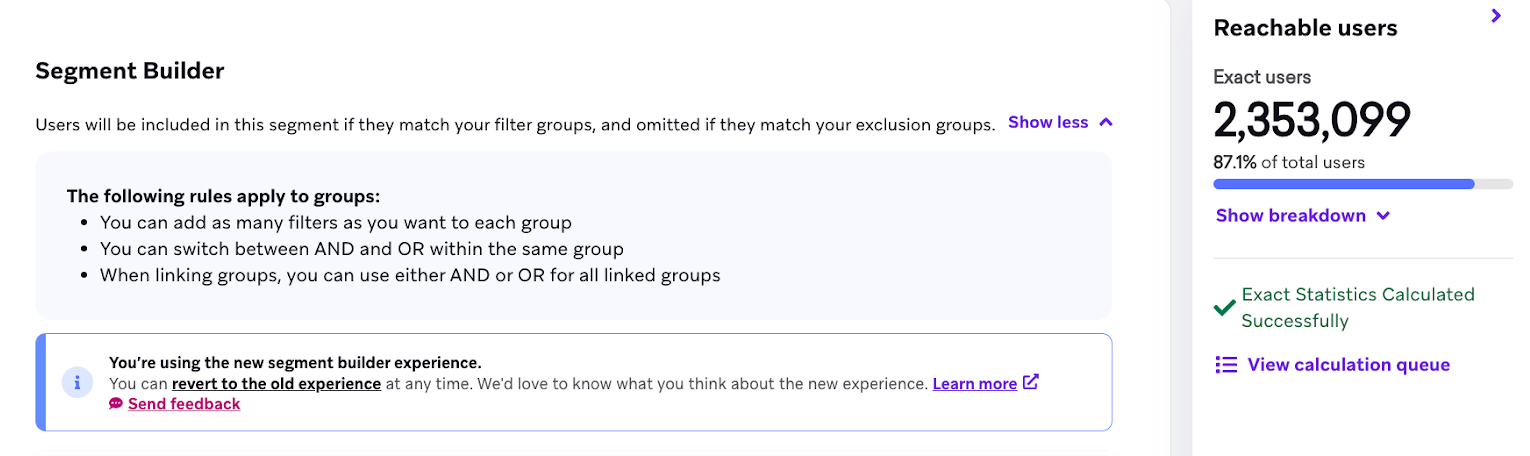 Segment Builder
Users will be included in this segment if they match your filter groups, and omitted if they match your exclusion groups. Show less
The following rules apply to groups:
• You can add as many filters as you want to each group
• You can switch between AND and OR within the same group
• When linking groups, you can use either AND or OR for all linked groups
You're using the new segment builder experience.
You can revert to the old experience at any time. We'd love to know what you think about the new experience. Learn more
Send feedback
Reachable users
Exact users
2,353,099
87.1% of total users
Show breakdown
Exact Statistics Calculated
Successfully
View calculation queue